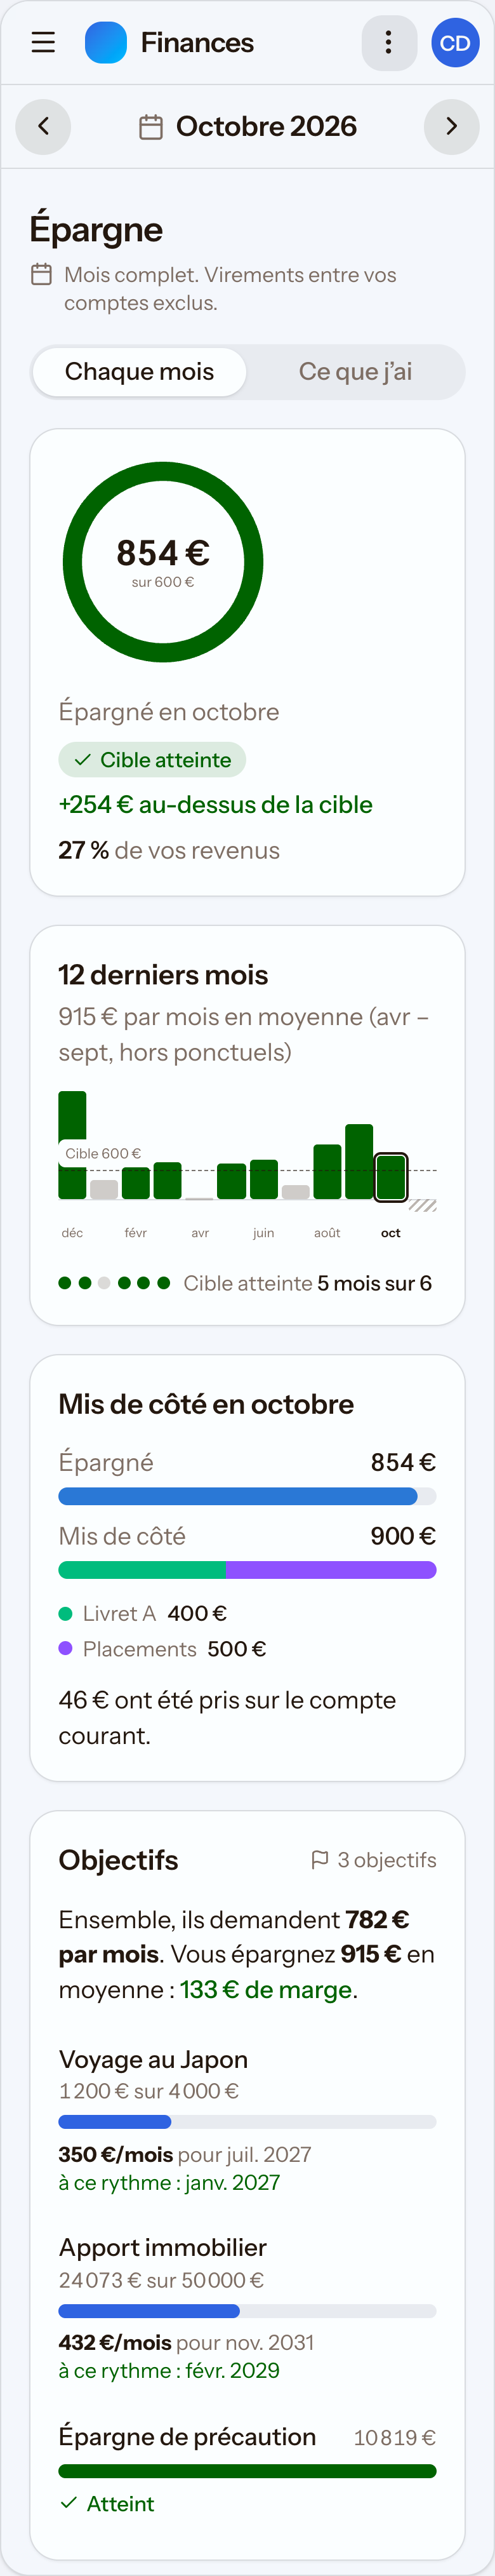 Finances
CD
Octobre 2026
Épargne
Mois complet. Virements entre vos
comptes exclus.
Chaque mois
Ce que j’ai
854 €
sur 600 €
Épargné en octobre
Cible atteinte
+254 € au-dessus de la cible
27 % de vos revenus
12 derniers mois
915 € par mois en moyenne (avr –
sept, hors ponctuels)
Cible 600 €
déc févr avr juin août oct
Cible atteinte 5 mois sur 6
Mis de côté en octobre
Épargné 854 €
Mis de côté 900 €
Livret A 400 €
Placements 500 €
46 € ont été pris sur le compte
courant.
Objectifs 3 objectifs
Ensemble, ils demandent 782 €
par mois. Vous épargnez 915 € en
moyenne : 133 € de marge.
Voyage au Japon
1 200 € sur 4 000 €
350 €/mois pour juil. 2027
à ce rythme : janv. 2027
Apport immobilier
24 073 € sur 50 000 €
432 €/mois pour nov. 2031
à ce rythme : févr. 2029
Épargne de précaution 10 819 €
Atteint